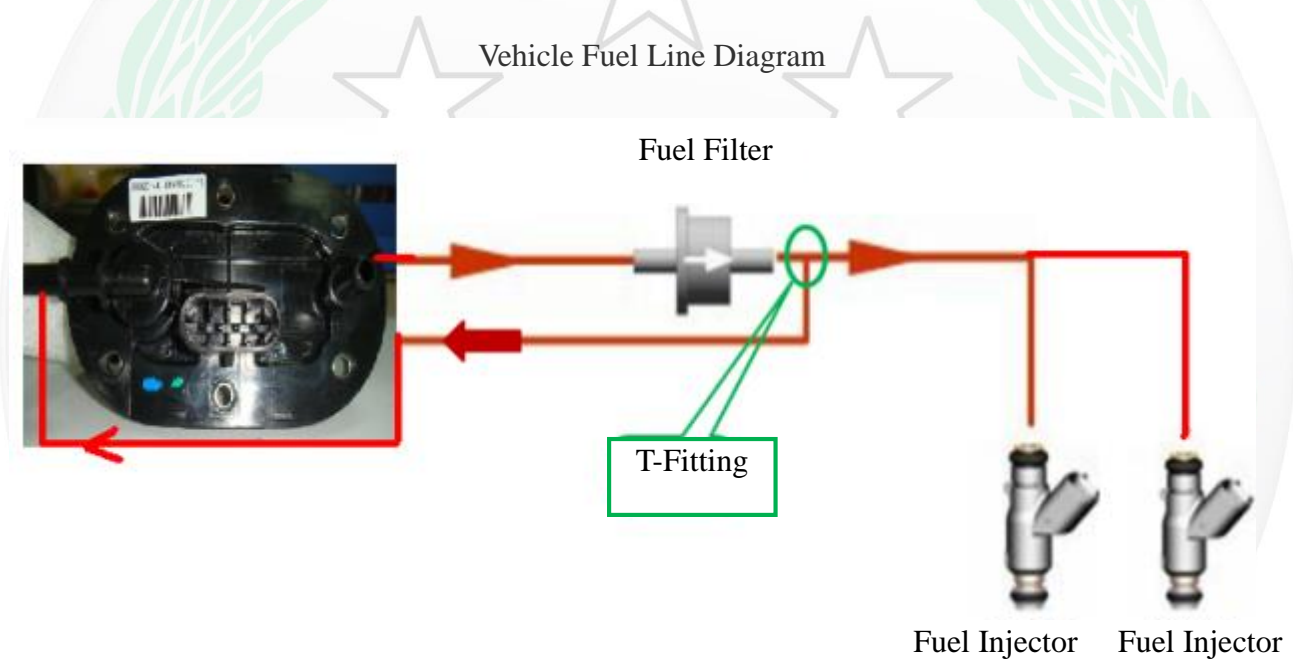 Vehicle Fuel Line Diagram
Fuel Filter
T-Fitting
Fuel Injector
Fuel Injector